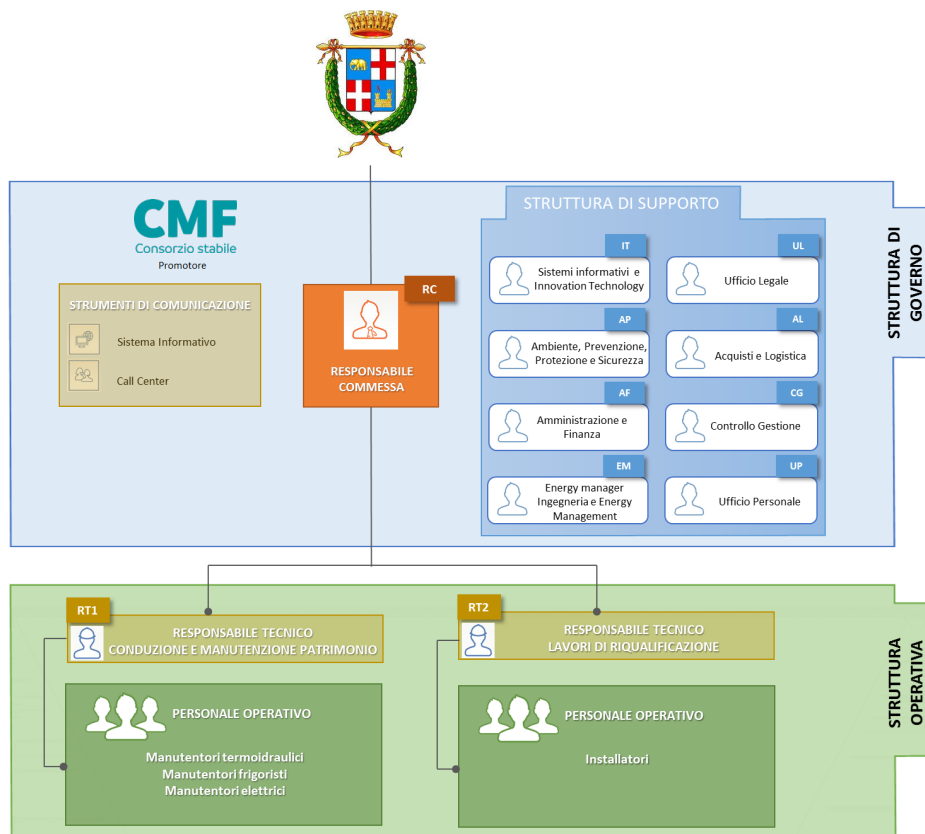 CMF
Consorzio stabile
Promotore
STRUMENTI DI COMUNICAZIONE
Sistema Informativo
Call Center
RC
RESPONSABILE
COMMESSA
STRUTTURA DI SUPPORTO
IT
Sistemi informativi e
Innovation Technology
UL
Ufficio Legale
AP
Ambiente, Prevenzione,
Protezione e Sicurezza
AL
Acquisti e Logistica
AF
Amministrazione e
Finanza
CG
Controllo Gestione
EM
Energy manager
Ingegneria e Energy
Management
UP
Ufficio Personale
STRUTTURA DI
GOVERNO
RT1
RESPONSABILE TECNICO
CONDUZIONE E MANUTENZIONE PATRIMONIO
PERSONALE OPERATIVO
Manutentori termoidraulici
Manutentori frigoristi
Manutentori elettrici
RT2
RESPONSABILE TECNICO
LAVORI DI RIQUALIFICAZIONE
PERSONALE OPERATIVO
Installatori
STRUTTURA
OPERATIVA